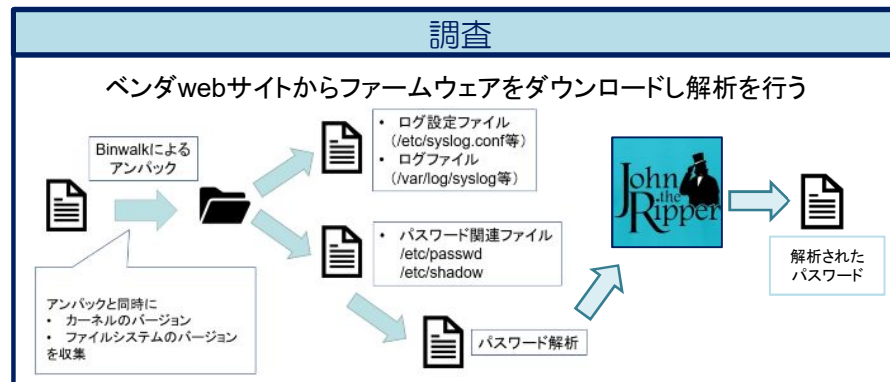 調査
ベンダwebサイトからファームウェアをダウンロードし解析を行う
Binwalkによる
アンパック
• ログ設定ファイル
(/etc/syslog.conf等)
• ログファイル
(/var/log/syslog等)
• パスワード関連ファイル
/etc/passwd
/etc/shadow
John
the
Ripper
解析された
パスワード
アンパックと同時に
• カーネルのバージョン
• ファイルシステムのバージョン
を収集
パスワード解析